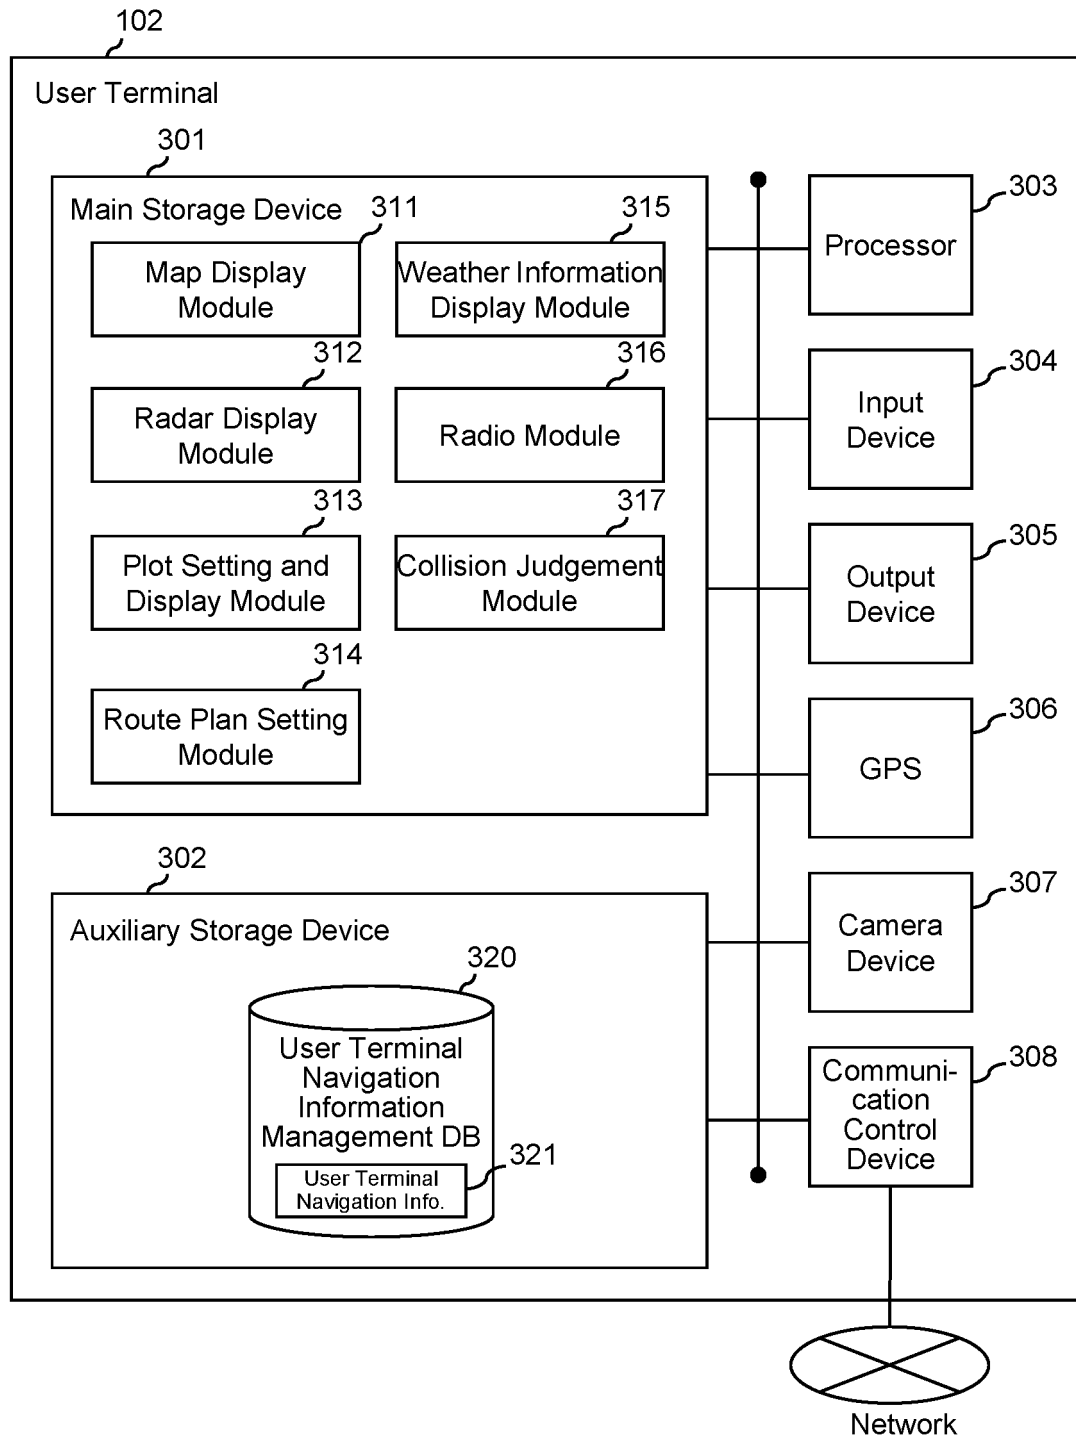 102
User Terminal
301
Main Storage Device
311
Map Display
Module
315
Weather Information
Display Module
312
Radar Display
Module
316
Radio Module
313
Plot Setting and
Display Module
317
Collision Judgement
Module
314
Route Plan Setting
Module
302
Auxiliary Storage Device
320
User Terminal
Navigation
Information
Management DB
321
User Terminal
Navigation Info.
303
Processor
304
Input
Device
305
Output
Device
306
GPS
307
Camera
Device
308
Communi-
cation
Control
Device
Network